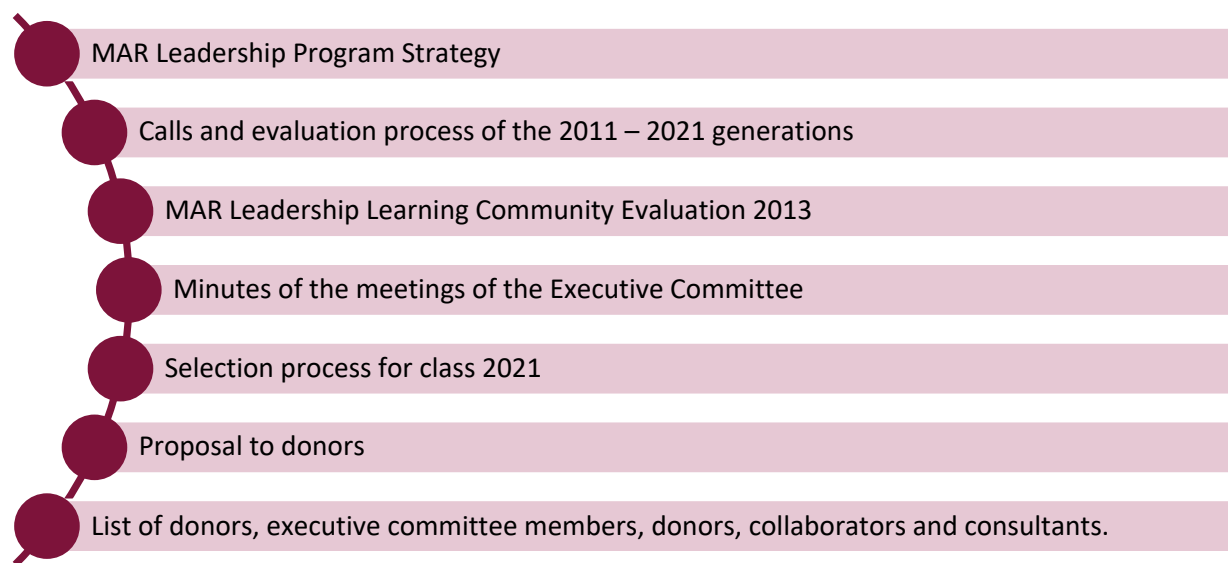 MAR Leadership Program Strategy
Calls and evaluation process of the 2011 – 2021 generations
MAR Leadership Learning Community Evaluation 2013
Minutes of the meetings of the Executive Committee
Selection process for class 2021
Proposal to donors
List of donors, executive committee members, donors, collaborators and consultants.